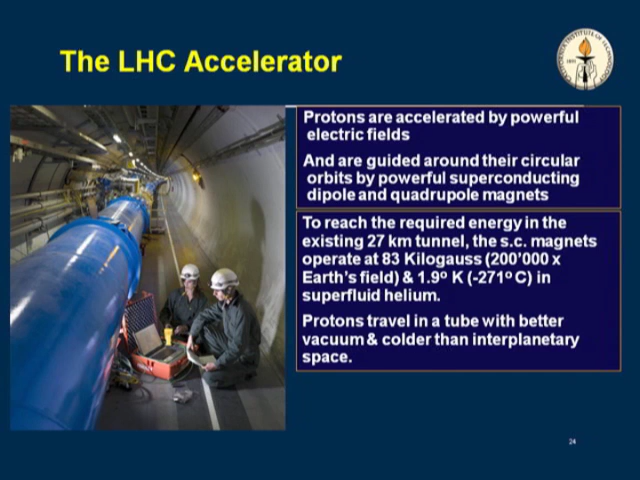 The LHC Accelerator
Protons are accelerated by powerful
electric fields
And are guided around their circular
orbits by powerful superconducting
dipole and quadrupole magnets
To reach the required energy in the
existing 27 km tunnel, the s.c. magnets
operate at 83 Kilogauss (200'000 x
Earth's field) & 1.9º K (-271º C) in
superfluid helium.
Protons travel in a tube with better
vacuum & colder than interplanetary
space.
24